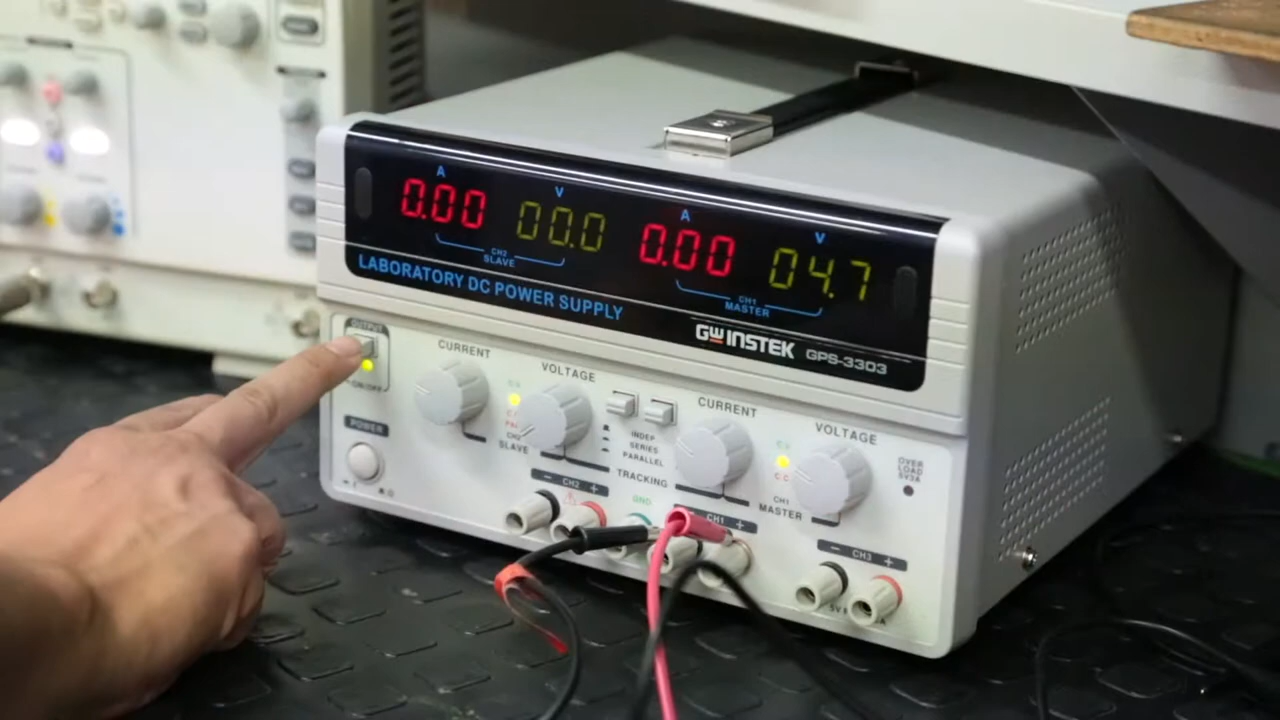 A V A V
0.00 00.0 0.00 04.7
CH2
SLAVE
CH1
MASTER
LABORATORY DC POWER SUPPLY
GW INSTEK GPS-3303
OUTPUT
ON/OFF
POWER
CURRENT
VOLTAGE
CH2
SLAVE
INDEP
SERIES
PARALLEL
TRACKING
CURRENT
VOLTAGE
C.V
C.C
CH1
MASTER
OVER
LOAD
5V3A
- CH2 +
GND
CH1 +
- CH3 +